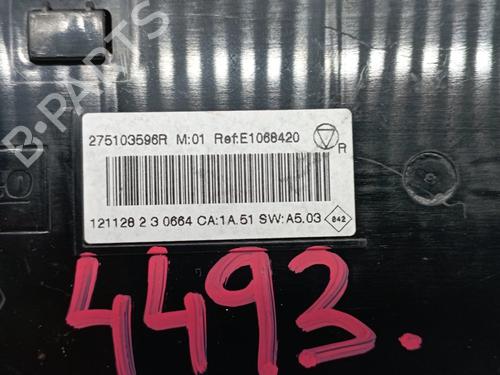 B-PARTS
275103596R M:01 Ref:E1068420
R
121128 2 3 0664 CA:1A.51 SW:A5.03 842
4493.